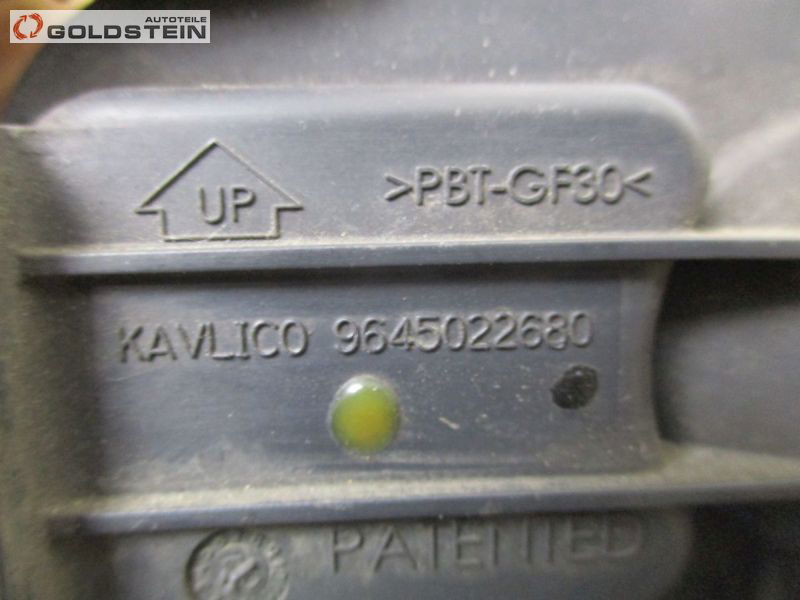 AUTOTEILE
GOLDSTEIN
UP >PBT-GF30<
KAVLICO 9645022680
PATENTED